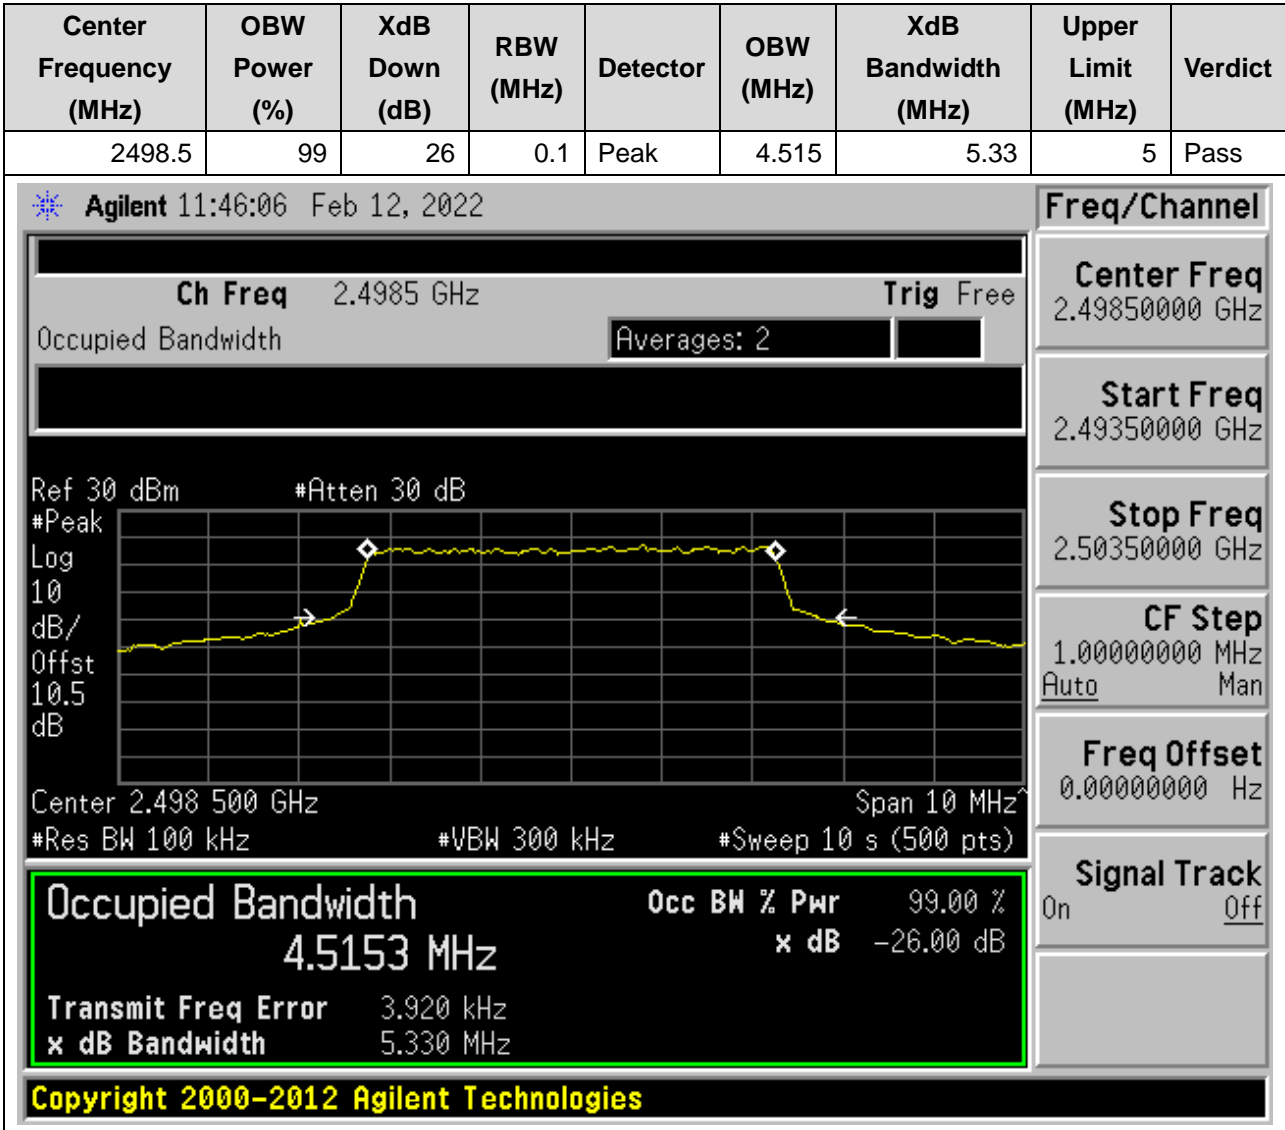 Center Frequency (MHz) OBW Power (%) XdB Down (dB) RBW (MHz) Detector OBW (MHz) XdB Bandwidth (MHz) Upper Limit (MHz) Verdict
2498.5 99 26 0.1 Peak 4.515 5.33 5 Pass
Agilent 11:46:06 Feb 12, 2022
Freq/Channel
Ch Freq 2.4985 GHz Trig Free
Occupied Bandwidth Averages: 2
Ref 30 dBm #Atten 30 dB
#Peak
Log
10
dB/
Offst
10.5
dB
Center 2.498 500 GHz Span 10 MHz^
#Res BW 100 kHz #VBW 300 kHz #Sweep 10 s (500 pts)
Occupied Bandwidth Occ BW % Pwr 99.00 %
4.5153 MHz x dB -26.00 dB
Transmit Freq Error 3.920 kHz
x dB Bandwidth 5.330 MHz
Center Freq
2.49850000 GHz
Start Freq
2.49350000 GHz
Stop Freq
2.50350000 GHz
CF Step
1.00000000 MHz
Auto Man
Freq Offset
0.00000000 Hz
Signal Track
On Off
Copyright 2000-2012 Agilent Technologies